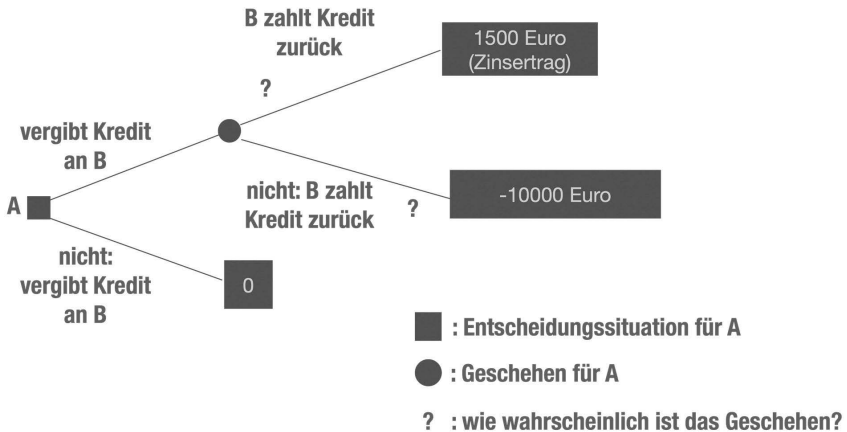 B zahlt Kredit
zurück
1500 Euro
(Zinsertrag)
?
vergibt Kredit
an B
nicht: B zahlt
Kredit zurück
?
-10000 Euro
A
nicht:
vergibt Kredit
an B
0
: Entscheidungssituation für A
: Geschehen für A
? : wie wahrscheinlich ist das Geschehen?